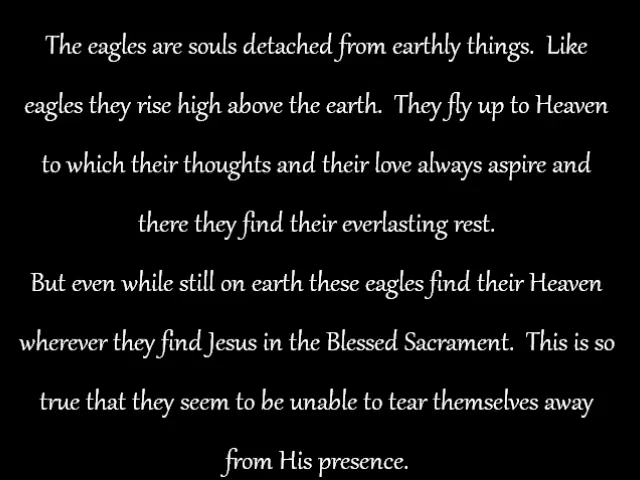 The eagles are souls detached from earthly things.  Like
eagles they rise high above the earth.  They fly up to Heaven
to which their thoughts and their love always aspire and
there they find their everlasting rest.
But even while still on earth these eagles find their Heaven
wherever they find Jesus in the Blessed Sacrament.  This is so
true that they seem to be unable to tear themselves away
from His presence.